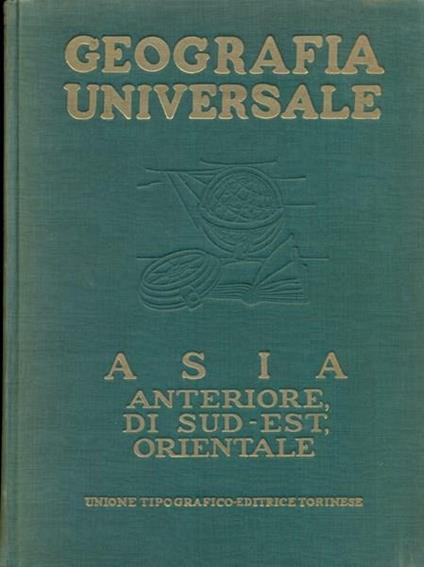 GEOGRAFIA
UNIVERSALE
ASIA
ANTERIORE,
DI SUD-EST,
ORIENTALE
UNIONE TIPOGRAFICO-EDITRICE TORINESE